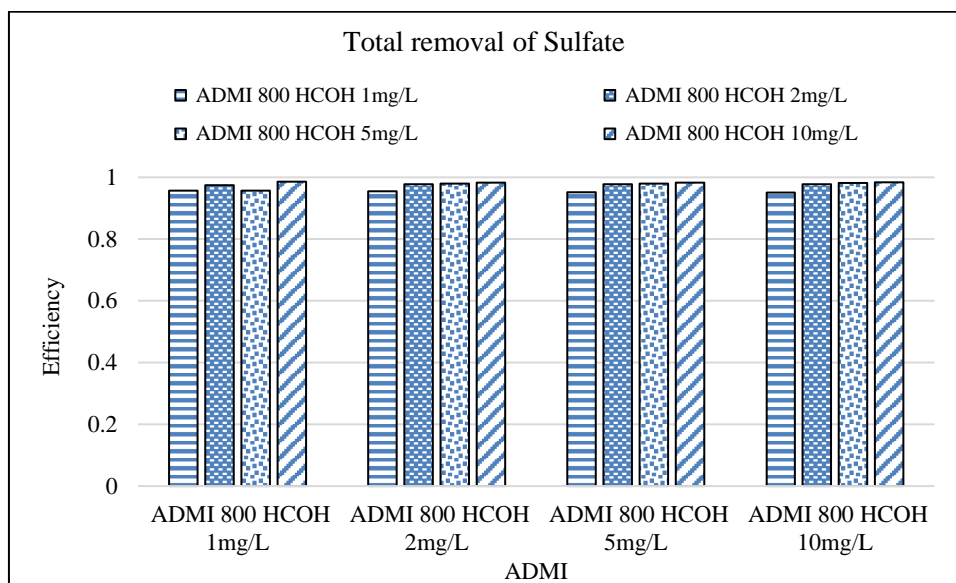 Total removal of Sulfate
ADMI 800 HCOH 1mg/L
ADMI 800 HCOH 2mg/L
ADMI 800 HCOH 5mg/L
ADMI 800 HCOH 10mg/L
1
0.8
0.6
0.4
0.2
0
Efficiency
ADMI 800 HCOH
1mg/L
ADMI 800 HCOH
2mg/L
ADMI 800 HCOH
5mg/L
ADMI 800 HCOH
10mg/L
ADMI